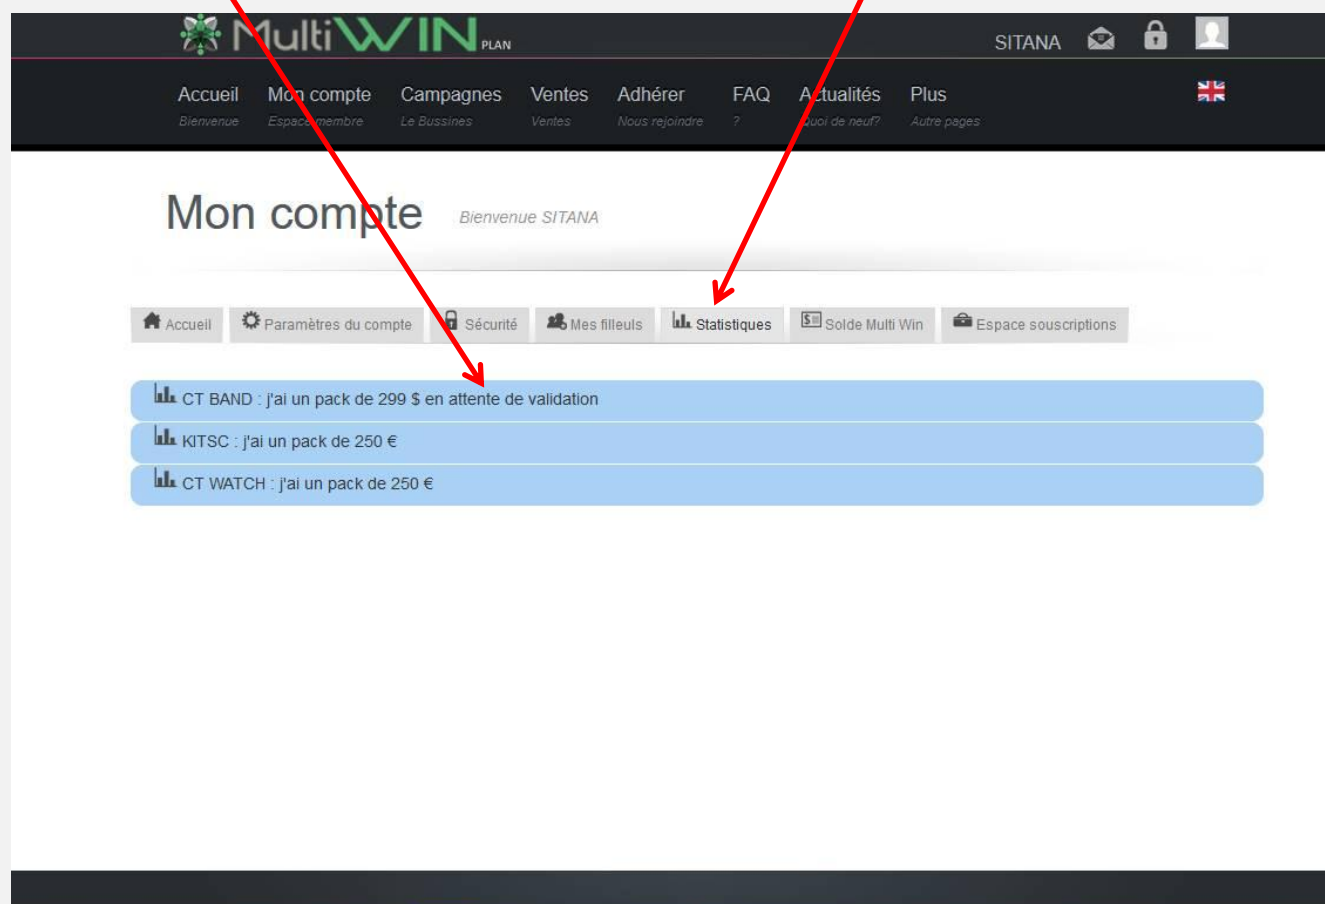 MultiWIN PLAN
SITANA
Accueil Mon compte Campagnes Ventes Adhérer FAQ Actualités Plus
Bienvenue Espace membre Le Bussines Ventes Nous rejoindre ? Quoi de neuf? Autre pages
Mon compte Bienvenue SITANA
Accueil Paramètres du compte Sécurité Mes filleuls Statistiques Solde Multi Win Espace souscriptions
CT BAND : j'ai un pack de 299 $ en attente de validation
KITSC : j'ai un pack de 250 €
CT WATCH : j'ai un pack de 250 €